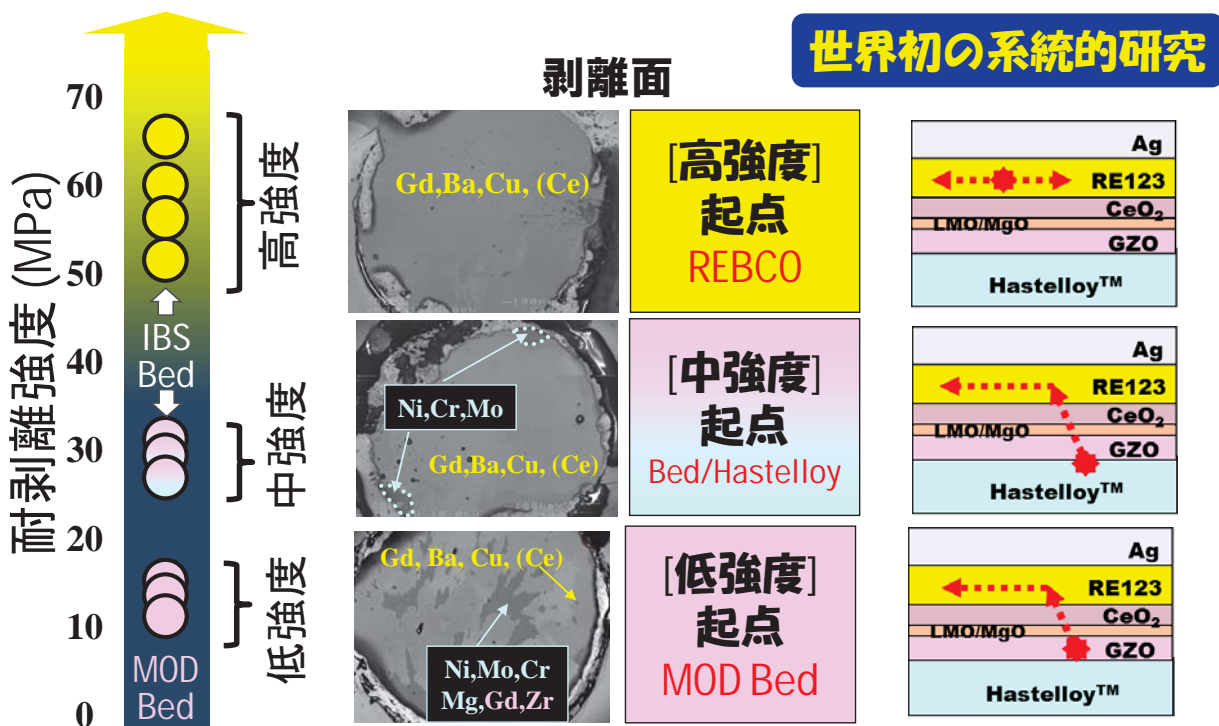 世界初の系統的研究
剥離面
耐剥離強度 (MPa)
70
60
50
40
30
20
10
0
IBS
Bed
MOD
Bed
高強度
中強度
低強度
Gd,Ba,Cu, (Ce)
[高強度]
起点
REBCO
Ag
RE123
CeO₂
LMO/MgO
GZO
Hastelloy™
Ni,Cr,Mo
Gd,Ba,Cu, (Ce)
[中強度]
起点
Bed/Hastelloy
Ag
RE123
CeO₂
LMO/MgO
GZO
Hastelloy™
Gd, Ba, Cu, (Ce)
Ni,Mo,Cr
Mg,Gd,Zr
[低強度]
起点
MOD Bed
Ag
RE123
CeO₂
LMO/MgO
GZO
Hastelloy™